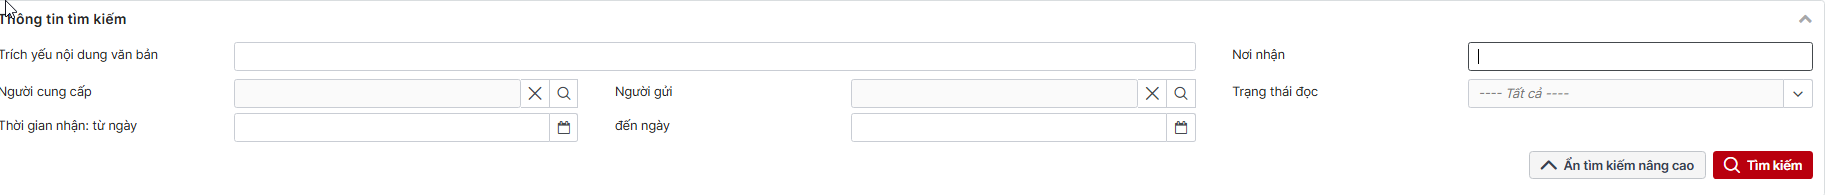 Thông tin tìm kiếm
Trích yếu nội dung văn bản
Nơi nhận
Người cung cấp
Người gửi
Trạng thái đọc
---- Tất cả ----
Thời gian nhận: từ ngày
đến ngày
Ẩn tìm kiếm nâng cao
Tìm kiếm